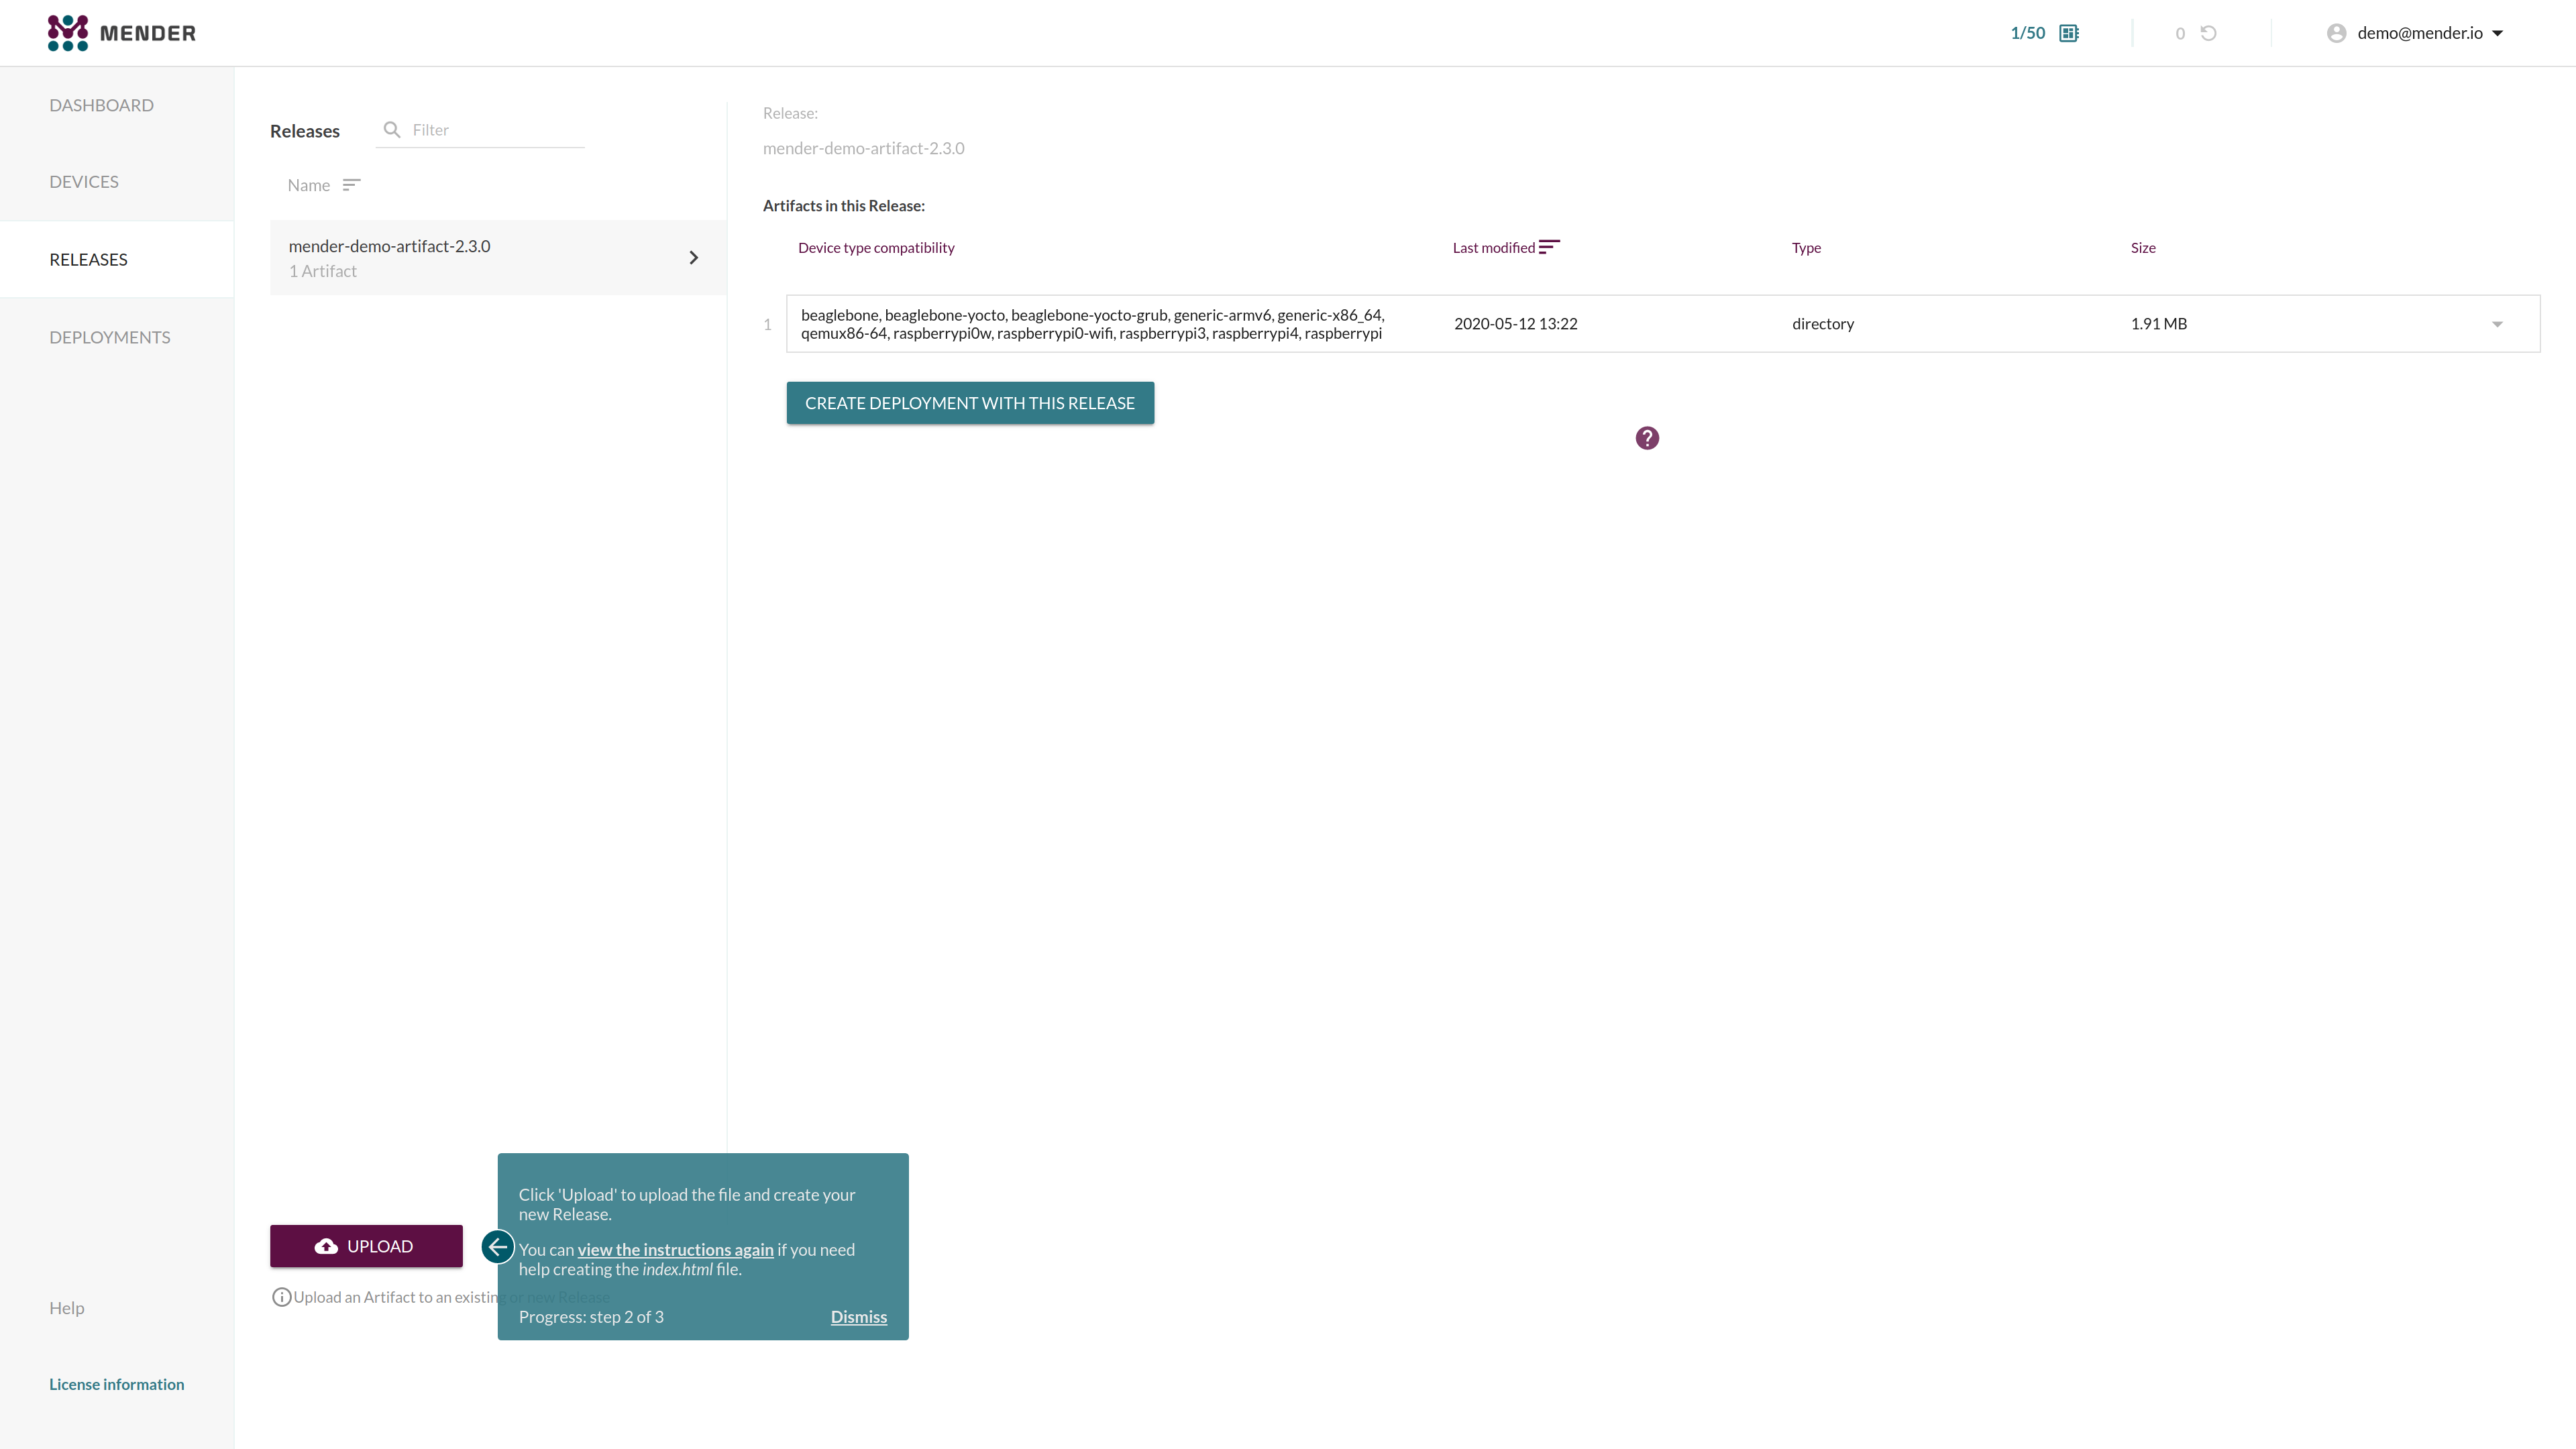 MENDER
1/50
0
demo@mender.io
DASHBOARD
DEVICES
RELEASES
DEPLOYMENTS
Help
License information
Releases
Filter
Name
mender-demo-artifact-2.3.0
1 Artifact
UPLOAD
Upload an Artifact to an existing or new Release
Click 'Upload' to upload the file and create your
new Release.
You can view the instructions again if you need
help creating the index.html file.
Progress: step 2 of 3
Dismiss
Release:
mender-demo-artifact-2.3.0
Artifacts in this Release:
Device type compatibility
Last modified
Type
Size
1
beaglebone, beaglebone-yocto, beaglebone-yocto-grub, generic-armv6, generic-x86_64,
qemux86-64, raspberrypi0w, raspberrypi0-wifi, raspberrypi3, raspberrypi4, raspberrypi
2020-05-12 13:22
directory
1.91 MB
CREATE DEPLOYMENT WITH THIS RELEASE
?